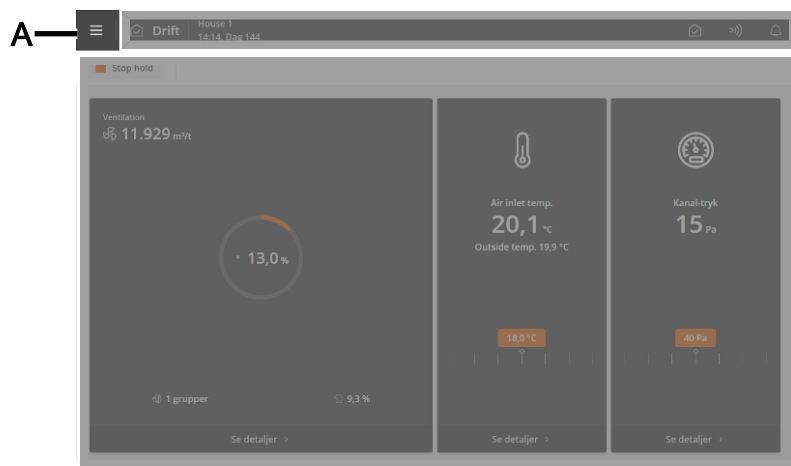 A
Drift
House 1
14:14, Dag 144
Stop hold
Ventilation
11.929 m³/t
13,0 %
1 grupper
9,3 %
Se detaljer
Air inlet temp.
20,1 °C
Outside temp. 19,9 °C
18,0 °C
Se detaljer
Kanal-tryk
15 Pa
40 Pa
Se detaljer